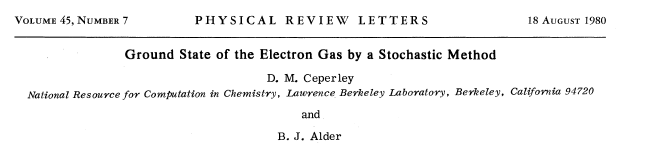 VOLUME 45, NUMBER 7 PHYSICAL REVIEW LETTERS 18 AUGUST 1980
Ground State of the Electron Gas by a Stochastic Method
D. M. Ceperley
National Resource for Computation in Chemistry, Lawrence Berkeley Laboratory, Berkeley, California 94720
and
B. J. Alder